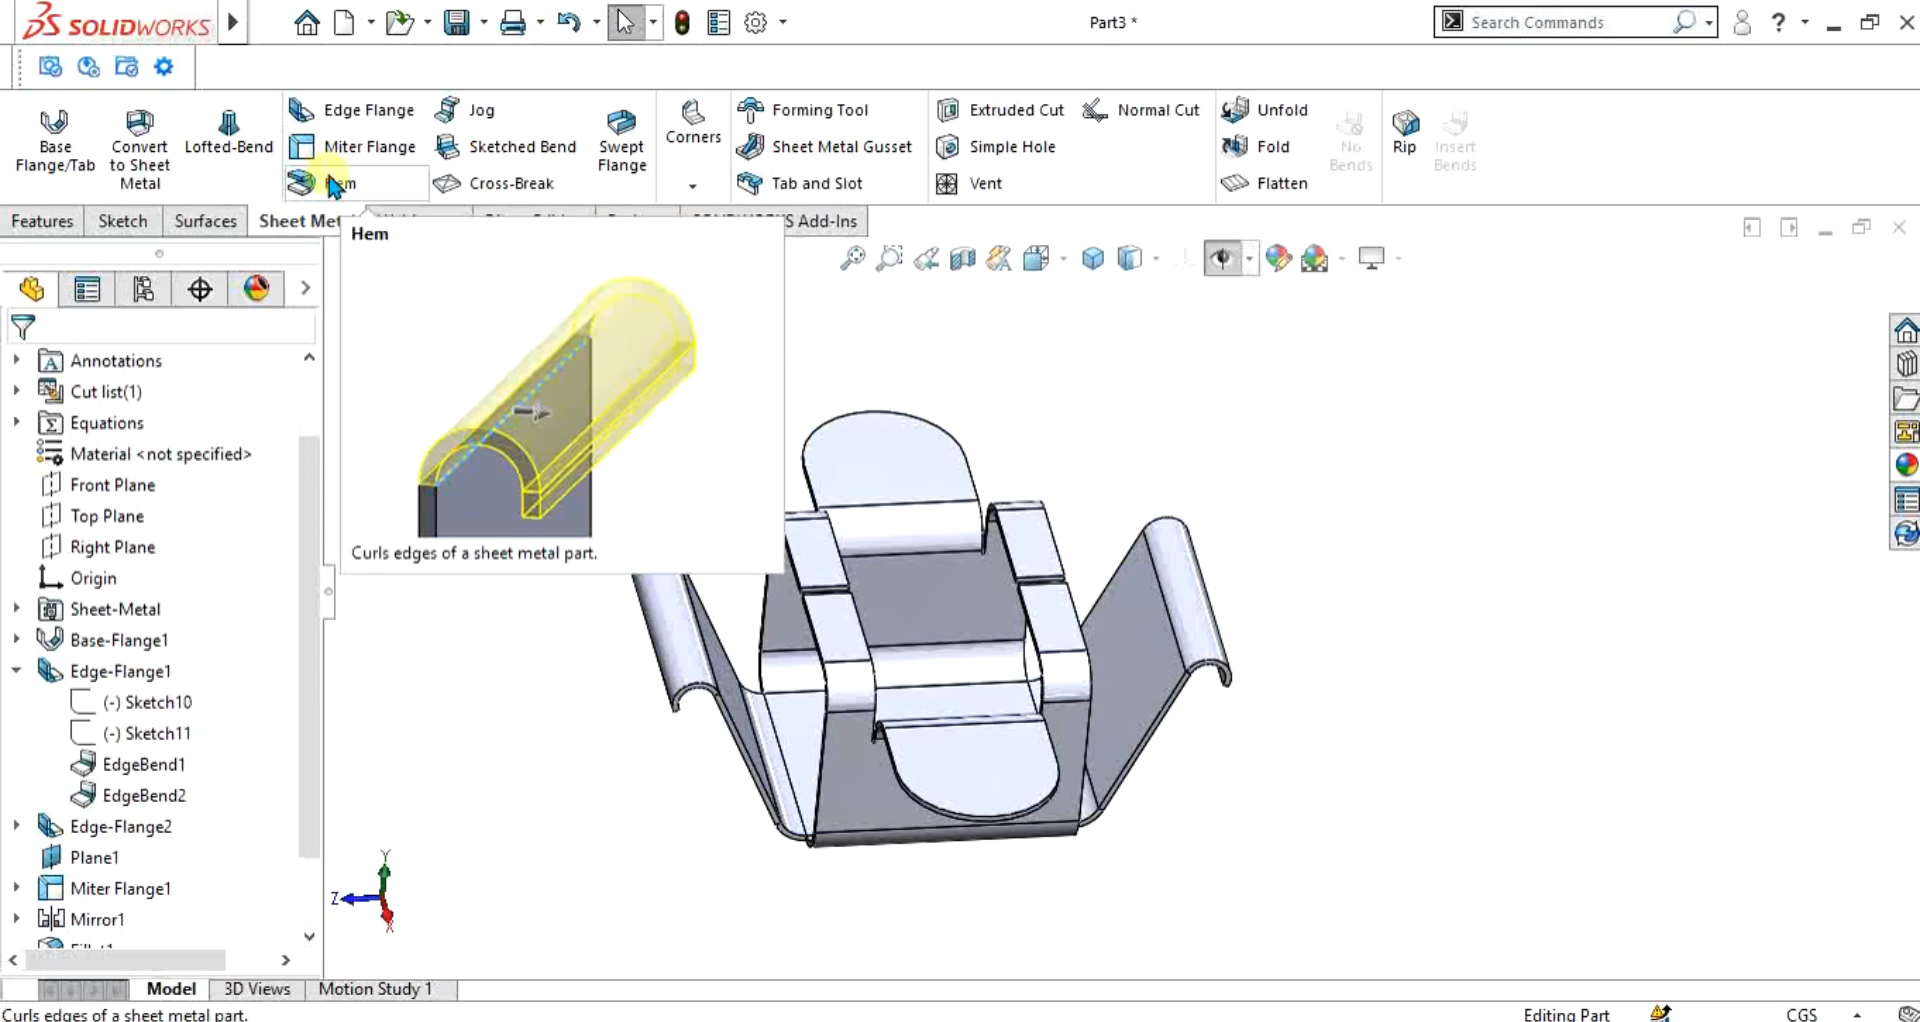 SOLIDWORKS
Part3 *
Search Commands
?
Base Flange/Tab
Convert to Sheet Metal
Lofted-Bend
Edge Flange
Miter Flange
Jog
Sketched Bend
Cross-Break
Swept Flange
Corners
Forming Tool
Sheet Metal Gusset
Tab and Slot
Extruded Cut
Simple Hole
Vent
Normal Cut
Unfold
Fold
Flatten
No Bends
Rip
Insert Bends
Features
Sketch
Surfaces
Sheet Met
S Add-Ins
Hem
Curls edges of a sheet metal part.
Annotations
Cut list(1)
Equations
Material <not specified>
Front Plane
Top Plane
Right Plane
Origin
Sheet-Metal
Base-Flange1
Edge-Flange1
(-) Sketch10
(-) Sketch11
EdgeBend1
EdgeBend2
Edge-Flange2
Plane1
Miter Flange1
Mirror1
Y
Z
X
Model
3D Views
Motion Study 1
Curls edges of a sheet metal part.
Editing Part
CGS